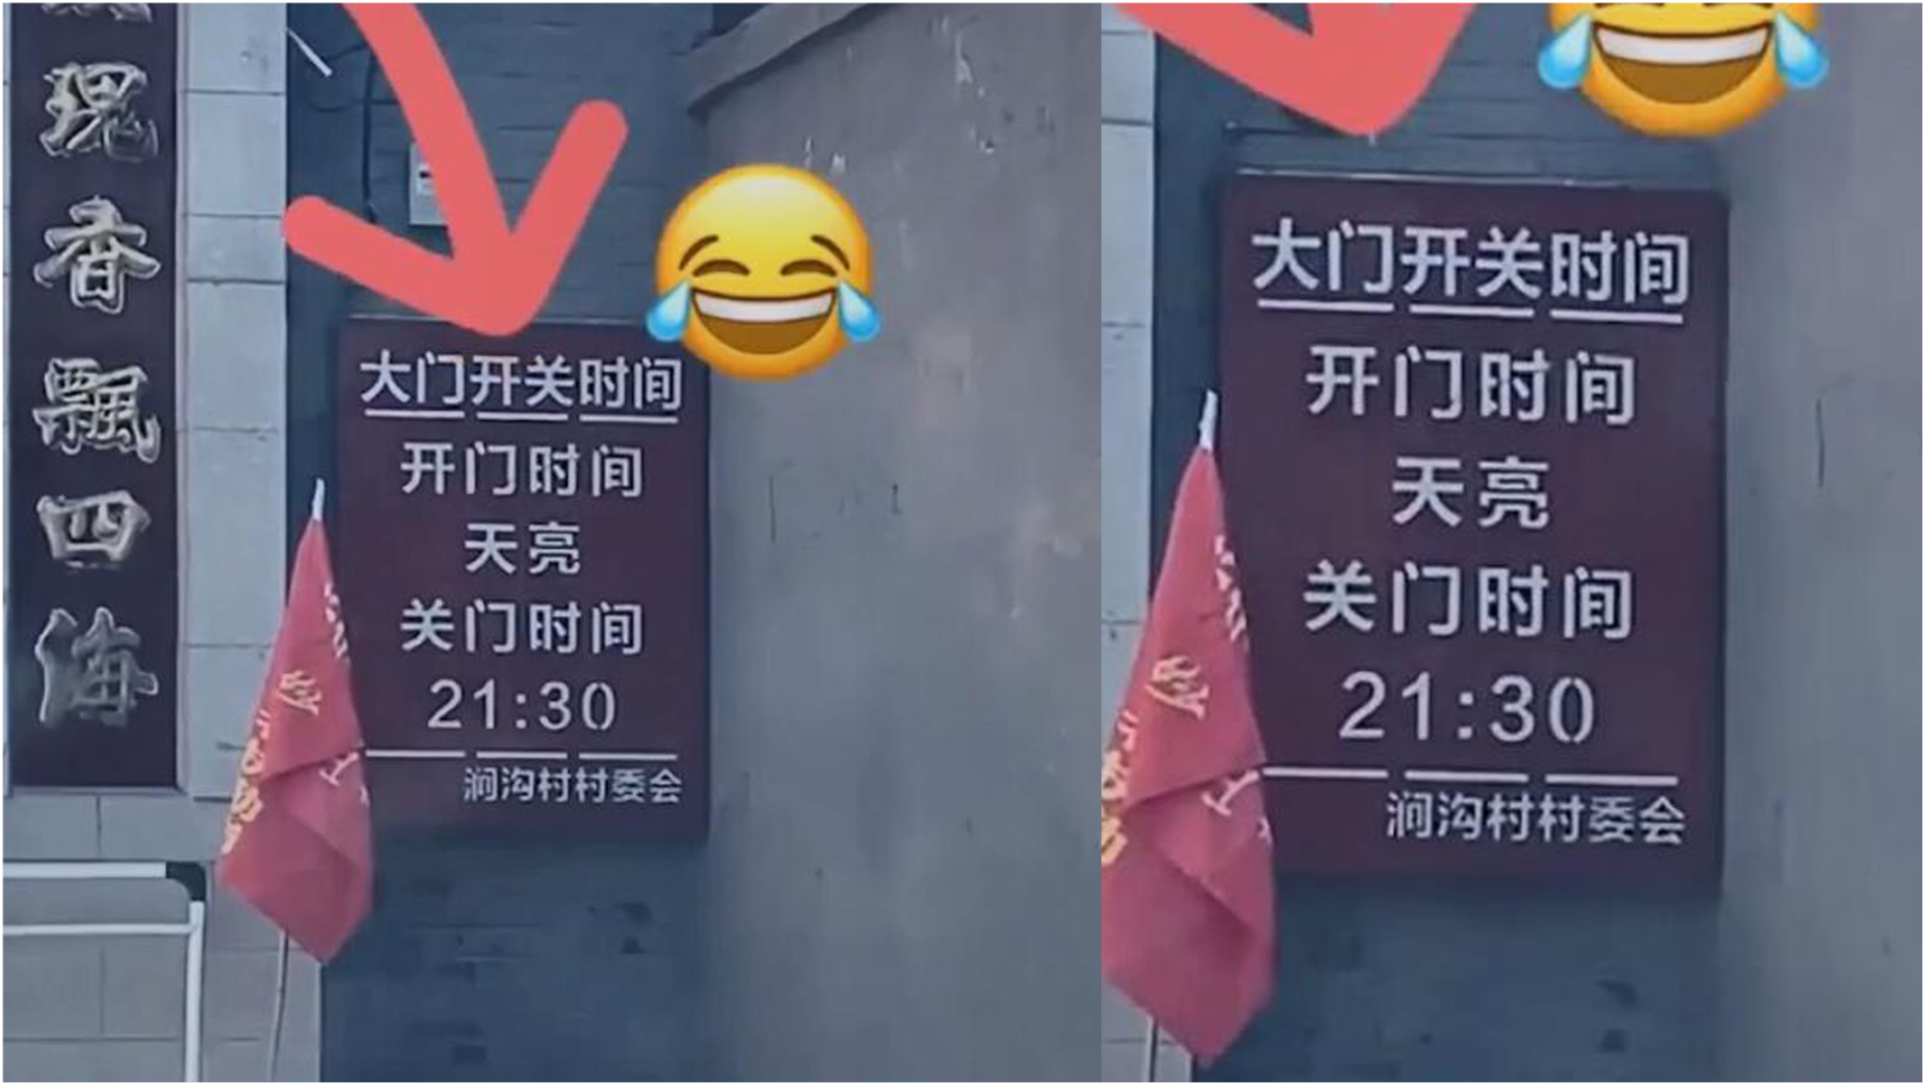 瑰香飄四海
大门开关时间
开门时间
天亮
关门时间
21:30
涧沟村村委会
大门开关时间
开门时间
天亮
关门时间
21:30
涧沟村村委会